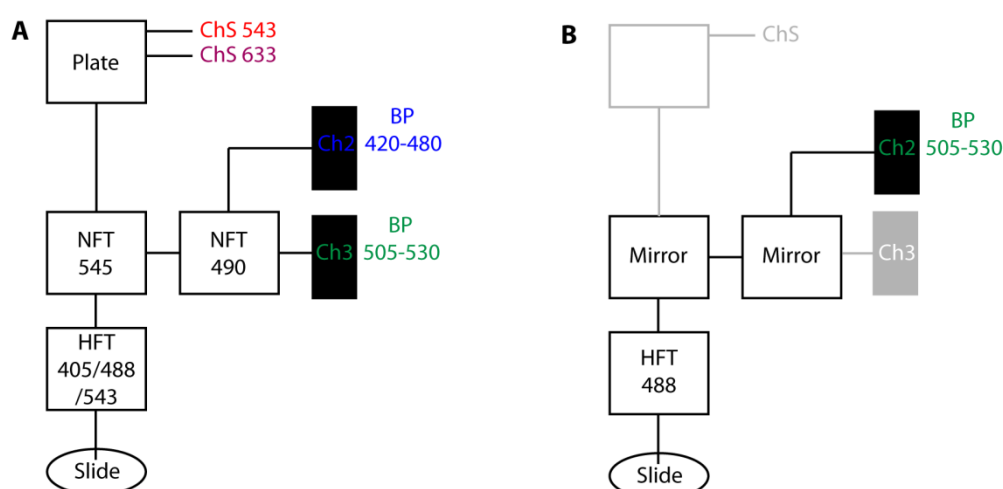 A
ChS 543
ChS 633
Plate
BP
420-480
Ch2
NFT
545
NFT
490
BP
505-530
Ch3
HFT
405/488
/543
Slide
B
ChS
BP
505-530
Ch2
Mirror
Mirror
Ch3
HFT
488
Slide